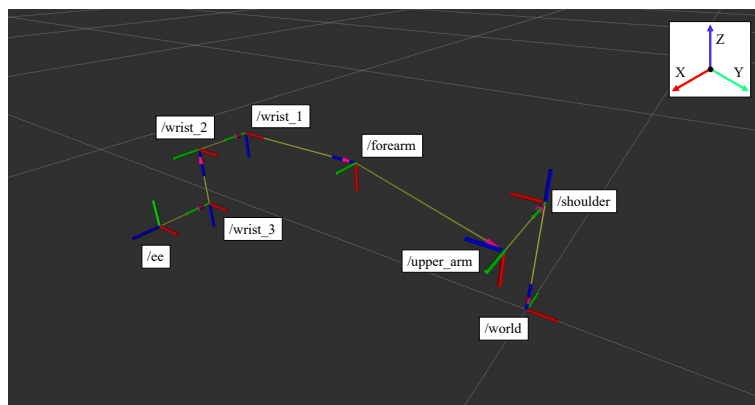 Z
X
Y
/wrist_1
/wrist_2
/forearm
/shoulder
/wrist_3
/ee
/upper_arm
/world